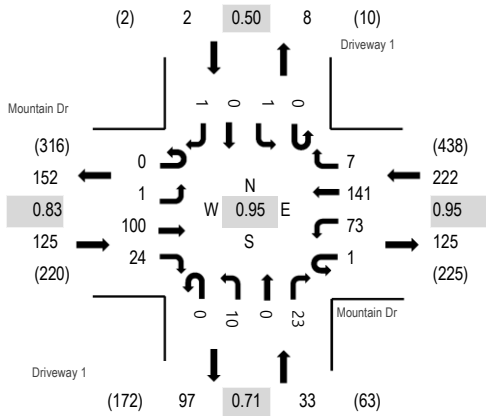 (2) 2 0.50 8 (10)
Driveway 1
1 0 1 0
Mountain Dr
(316) (438)
0 7
152 222
1 N 141
0.83 W 0.95 E 0.95
100 S 73
125 125
24 1
(220) (225)
0 10 0 23
Mountain Dr
Driveway 1
(172) 97 0.71 33 (63)